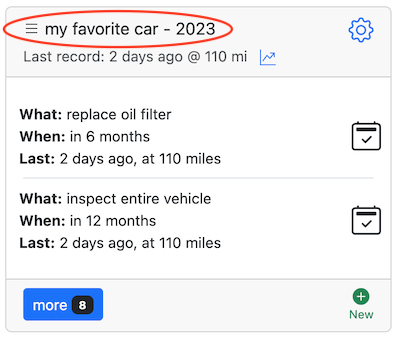 my favorite car - 2023
Last record: 2 days ago @ 110 mi
What: replace oil filter
When: in 6 months
Last: 2 days ago, at 110 miles
What: inspect entire vehicle
When: in 12 months
Last: 2 days ago, at 110 miles
more 8
New